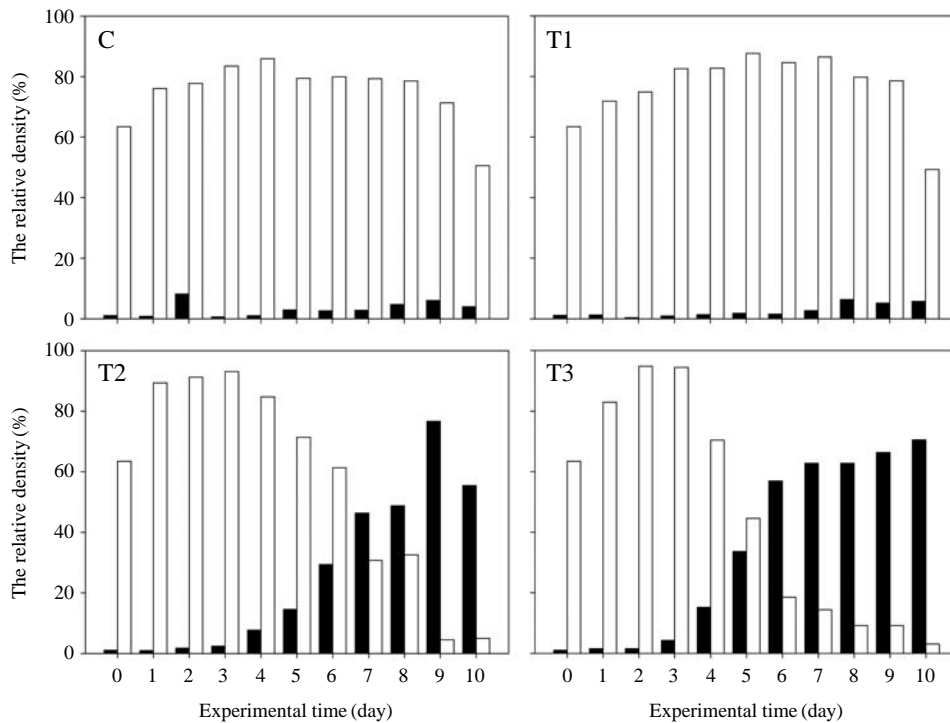 100
C
T1
80
60
40
20
0
The relative density (%)
100
T2
T3
80
60
40
20
0
The relative density (%)
0 1 2 3 4 5 6 7 8 9 10
0 1 2 3 4 5 6 7 8 9 10
Experimental time (day)
Experimental time (day)